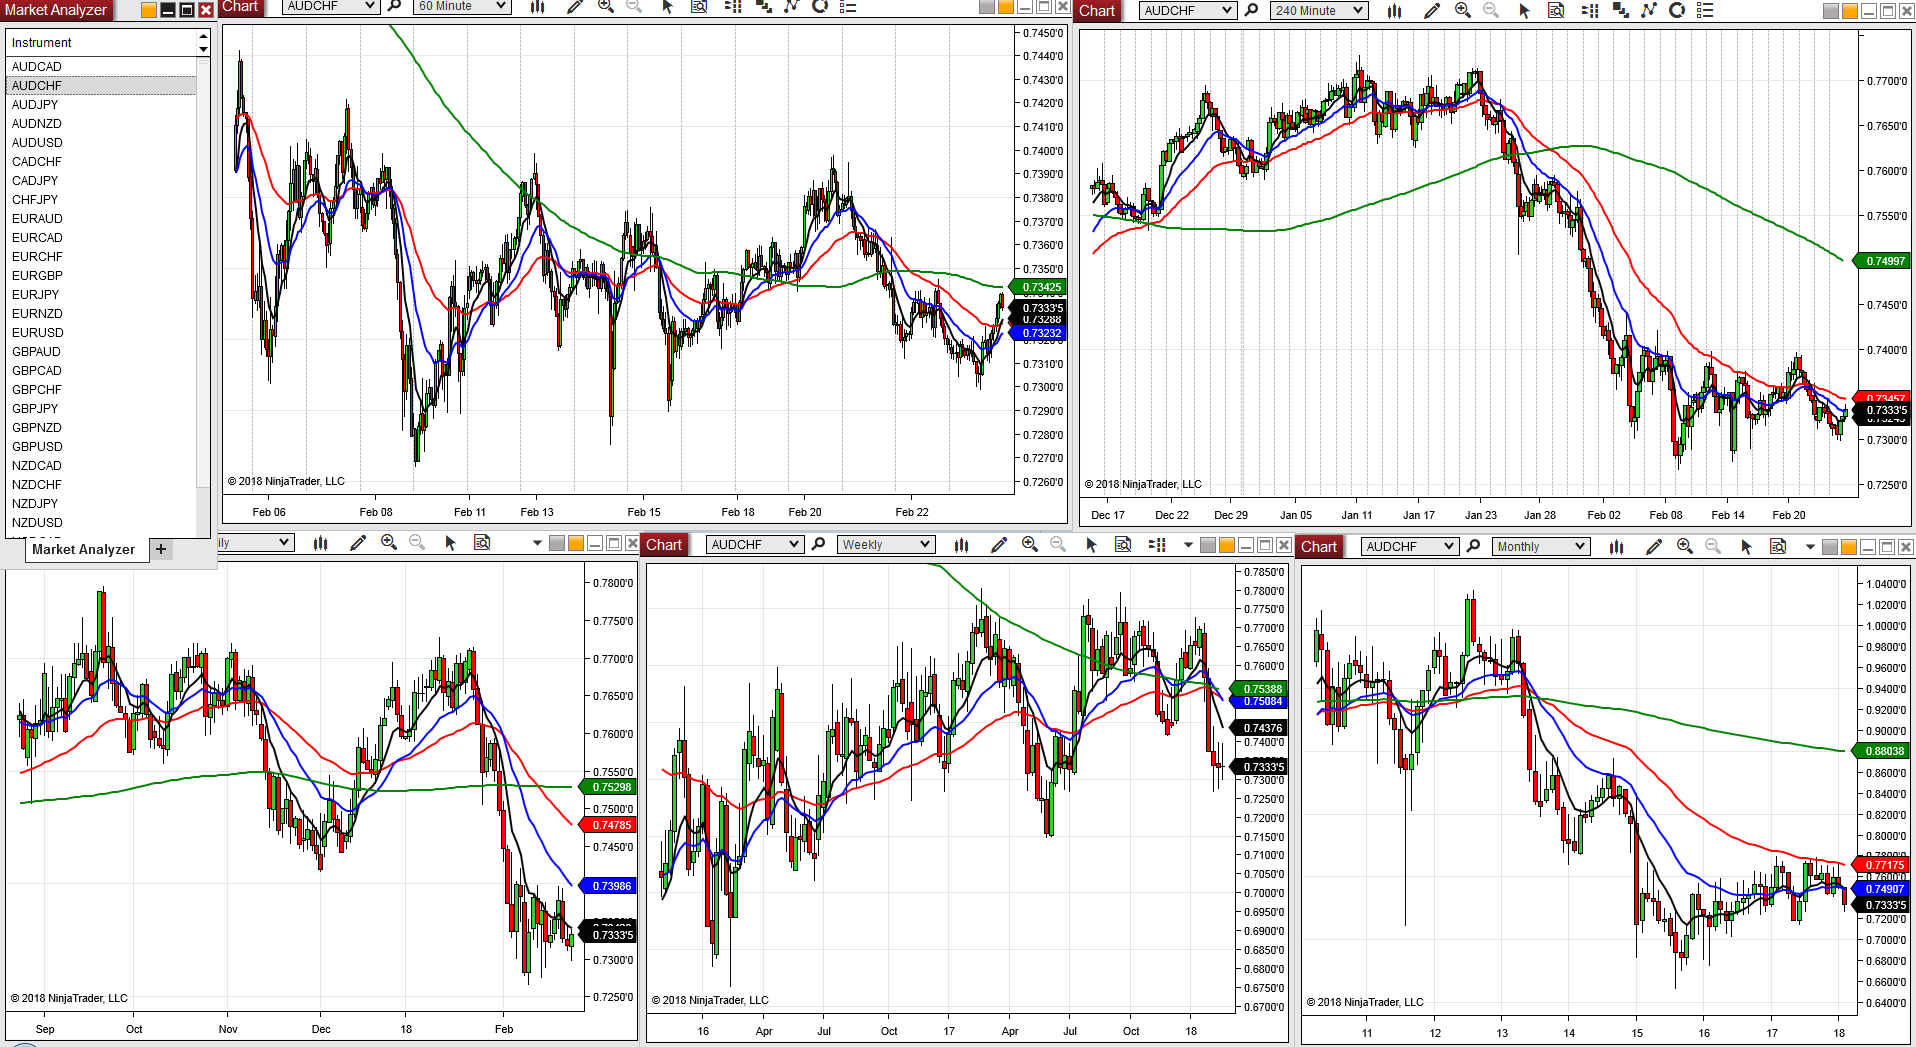 Market Analyzer
Instrument
AUDCAD
AUDCHF
AUDJPY
AUDNZD
AUDUSD
CADCHF
CADJPY
CHFJPY
EURAUD
EURCAD
EURCHF
EURGBP
EURJPY
EURNZD
EURUSD
GBPAUD
GBPCAD
GBPCHF
GBPJPY
GBPNZD
GBPUSD
NZDCAD
NZDCHF
NZDJPY
NZDUSD
Market Analyzer +
Chart AUDCHF 60 Minute
0.7450'0
0.7440'0
0.7430'0
0.7420'0
0.7410'0
0.7400'0
0.7390'0
0.7380'0
0.7370'0
0.7360'0
0.7350'0
0.73425
0.7333'5
0.73288
0.73232
0.7310'0
0.7300'0
0.7290'0
0.7280'0
0.7270'0
0.7260'0
© 2018 NinjaTrader, LLC
Feb 06 Feb 08 Feb 11 Feb 13 Feb 15 Feb 18 Feb 20 Feb 22
Chart AUDCHF 240 Minute
0.7700'0
0.7650'0
0.7600'0
0.7550'0
0.74997
0.7450'0
0.7400'0
0.73457
0.7333'5
0.7300'0
0.7250'0
© 2018 NinjaTrader, LLC
Dec 17 Dec 22 Dec 29 Jan 05 Jan 11 Jan 17 Jan 23 Jan 28 Feb 02 Feb 08 Feb 14 Feb 20
ily
0.7800'0
0.7750'0
0.7700'0
0.7650'0
0.7600'0
0.7550'0
0.75298
0.7500'0
0.74785
0.7450'0
0.73986
0.7333'5
0.7300'0
0.7250'0
© 2018 NinjaTrader, LLC
Sep Oct Nov Dec 18 Feb
Chart AUDCHF Weekly
0.7850'0
0.7800'0
0.7750'0
0.7700'0
0.7650'0
0.7600'0
0.75388
0.75084
0.74376
0.7400'0
0.7333'5
0.7300'0
0.7250'0
0.7200'0
0.7150'0
0.7100'0
0.7050'0
0.7000'0
0.6950'0
0.6900'0
0.6850'0
0.6800'0
0.6750'0
0.6700'0
© 2018 NinjaTrader, LLC
16 Apr Jul Oct 17 Apr Jul Oct 18
Chart AUDCHF Monthly
1.0400'0
1.0200'0
1.0000'0
0.9800'0
0.9600'0
0.9400'0
0.9200'0
0.9000'0
0.88038
0.8600'0
0.8400'0
0.8200'0
0.8000'0
0.77175
0.7600'0
0.74907
0.7333'5
0.7200'0
0.7000'0
0.6800'0
0.6600'0
0.6400'0
© 2018 NinjaTrader, LLC
11 12 13 14 15 16 17 18